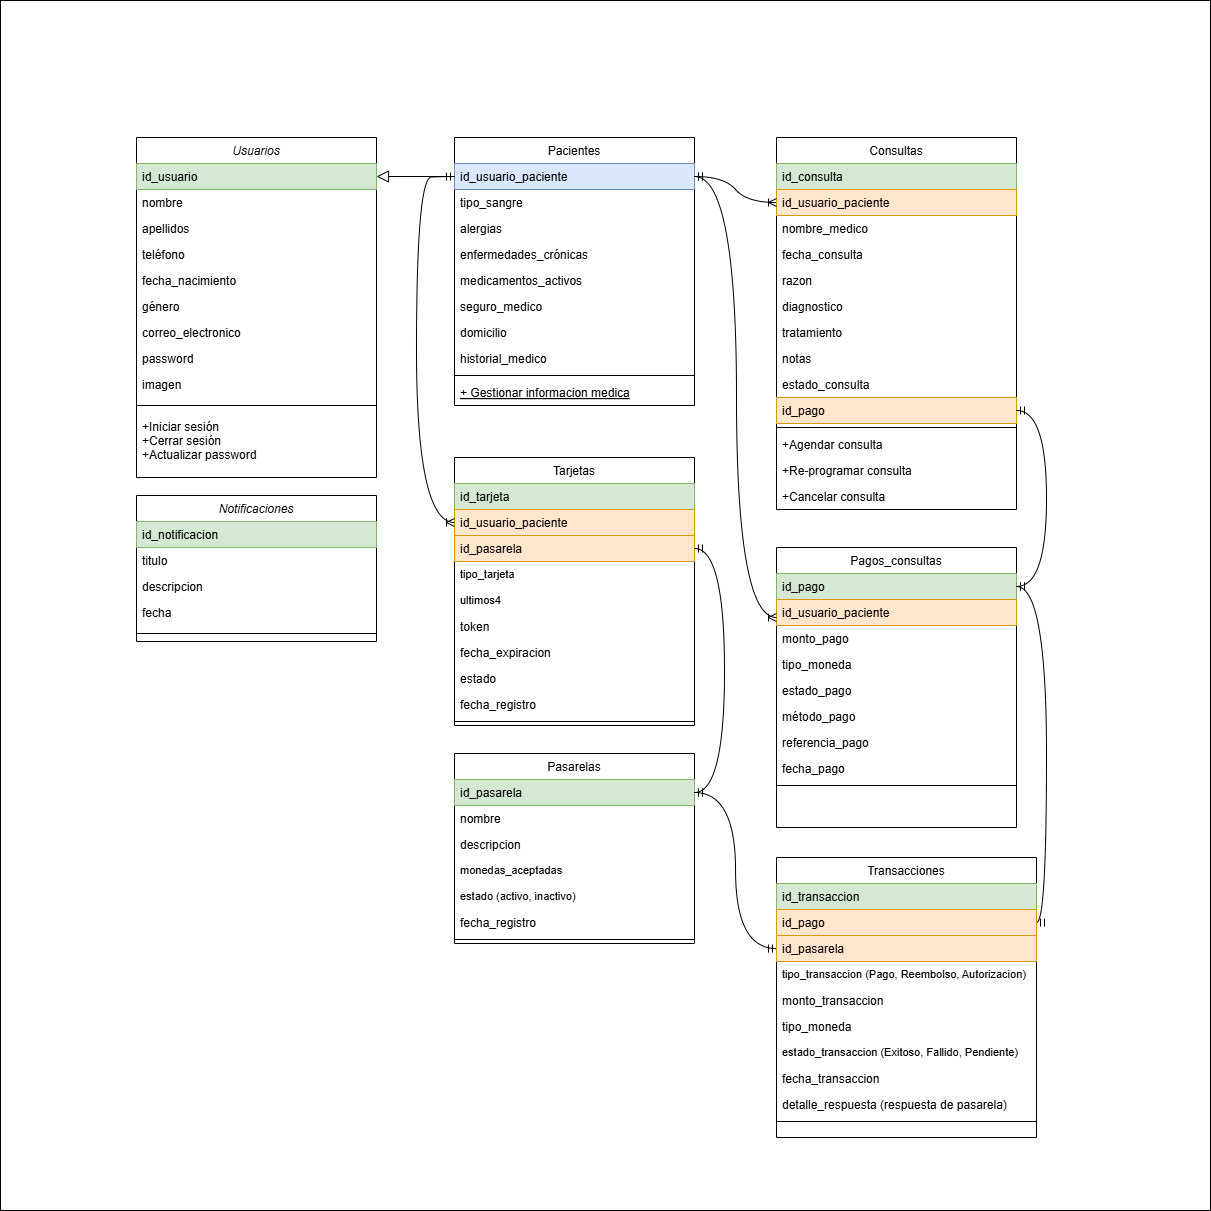 Usuarios
id_usuario
nombre
apellidos
teléfono
fecha_nacimiento
género
correo_electronico
password
imagen
+Iniciar sesión
+Cerrar sesión
+Actualizar password
Notificaciones
id_notificacion
titulo
descripcion
fecha
Pacientes
id_usuario_paciente
tipo_sangre
alergias
enfermedades_crónicas
medicamentos_activos
seguro_medico
domicilio
historial_medico
+ Gestionar informacion medica
Tarjetas
id_tarjeta
id_usuario_paciente
id_pasarela
tipo_tarjeta
ultimos4
token
fecha_expiracion
estado
fecha_registro
Pasarelas
id_pasarela
nombre
descripcion
monedas_aceptadas
estado (activo, inactivo)
fecha_registro
Consultas
id_consulta
id_usuario_paciente
nombre_medico
fecha_consulta
razon
diagnostico
tratamiento
notas
estado_consulta
id_pago
+Agendar consulta
+Re-programar consulta
+Cancelar consulta
Pagos_consultas
id_pago
id_usuario_paciente
monto_pago
tipo_moneda
estado_pago
método_pago
referencia_pago
fecha_pago
Transacciones
id_transaccion
id_pago
id_pasarela
tipo_transaccion (Pago, Reembolso, Autorizacion)
monto_transaccion
tipo_moneda
estado_transaccion (Exitoso, Fallido, Pendiente)
fecha_transaccion
detalle_respuesta (respuesta de pasarela)